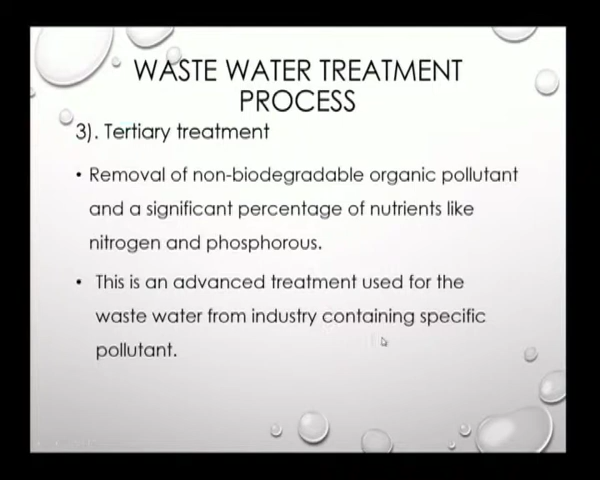 WASTE WATER TREATMENT
PROCESS
3). Tertiary treatment
• Removal of non-biodegradable organic pollutant
and a significant percentage of nutrients like
nitrogen and phosphorous.
• This is an advanced treatment used for the
waste water from industry containing specific
pollutant.